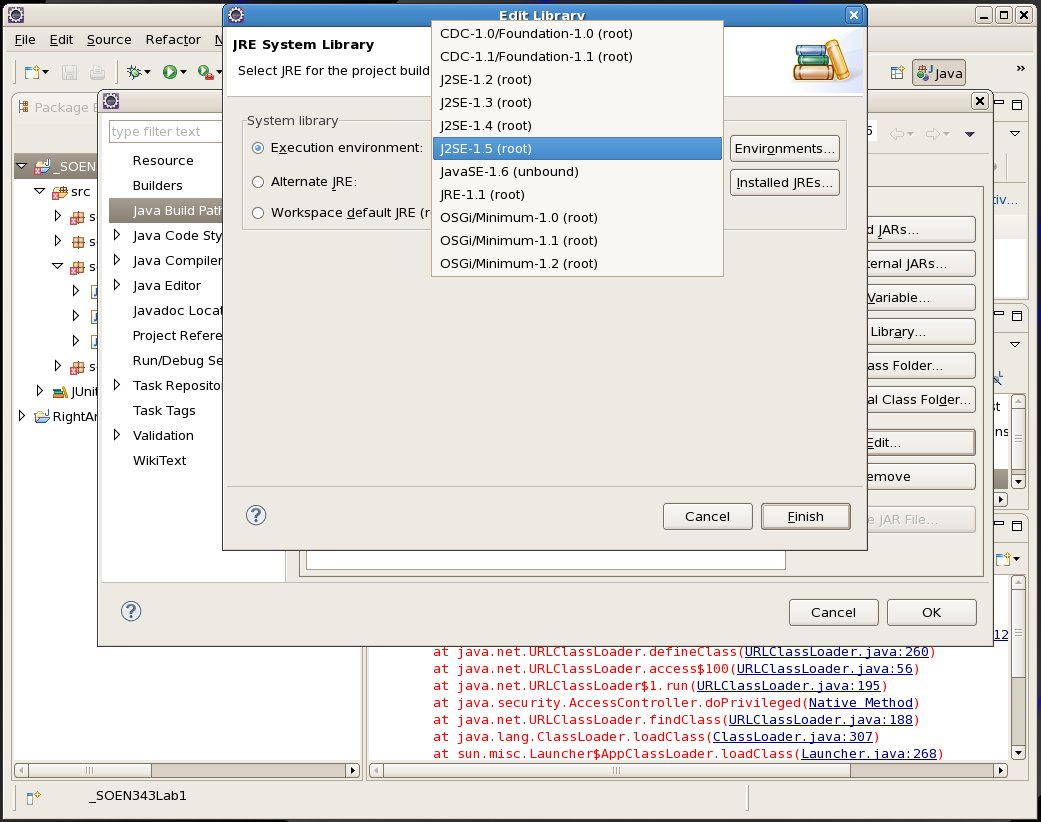 Edit Library
File Edit Source Refactor N
JRE System Library
Select JRE for the project build
Java
»
Package E
type filter text
_SOEN
src
s
s
s
s
JUnit
RightAr
Resource
Builders
Java Build Path
Java Code Sty
Java Compiler
Java Editor
Javadoc Locat
Project Refere
Run/Debug Se
Task Reposito
Task Tags
Validation
WikiText
System library
Execution environment:
Alternate JRE:
Workspace default JRE (r
CDC-1.0/Foundation-1.0 (root)
CDC-1.1/Foundation-1.1 (root)
J2SE-1.2 (root)
J2SE-1.3 (root)
J2SE-1.4 (root)
J2SE-1.5 (root)
JavaSE-1.6 (unbound)
JRE-1.1 (root)
OSGi/Minimum-1.0 (root)
OSGi/Minimum-1.1 (root)
OSGi/Minimum-1.2 (root)
Environments...
Installed JREs...
tiv...
d JARs...
ternal JARs...
Variable...
Library...
ass Folder...
al Class Folder...
Edit...
emove
e JAR File...
st
ns
Cancel
Finish
Cancel
OK
12
at java.net.URLClassLoader.defineClass(URLClassLoader.java:260)
at java.net.URLClassLoader.access$100(URLClassLoader.java:56)
at java.net.URLClassLoader$1.run(URLClassLoader.java:195)
at java.security.AccessController.doPrivileged(Native Method)
at java.net.URLClassLoader.findClass(URLClassLoader.java:188)
at java.lang.ClassLoader.loadClass(ClassLoader.java:307)
at sun.misc.Launcher$AppClassLoader.loadClass(Launcher.java:268)
_SOEN343Lab1